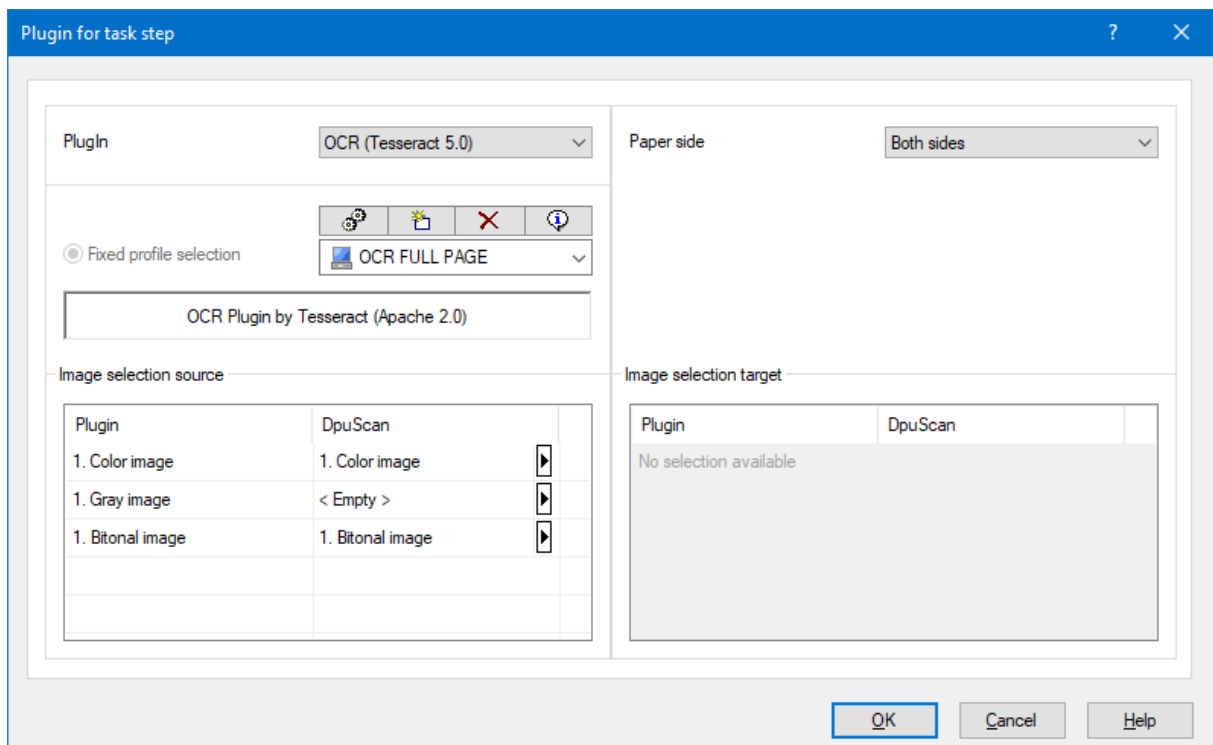 Plugin for task step
PlugIn
OCR (Tesseract 5.0)
Paper side
Both sides
Fixed profile selection
OCR FULL PAGE
OCR Plugin by Tesseract (Apache 2.0)
Image selection source
Plugin DpuScan
1. Color image 1. Color image
1. Gray image < Empty >
1. Bitonal image 1. Bitonal image
Image selection target
Plugin DpuScan
No selection available
OK
Cancel
Help